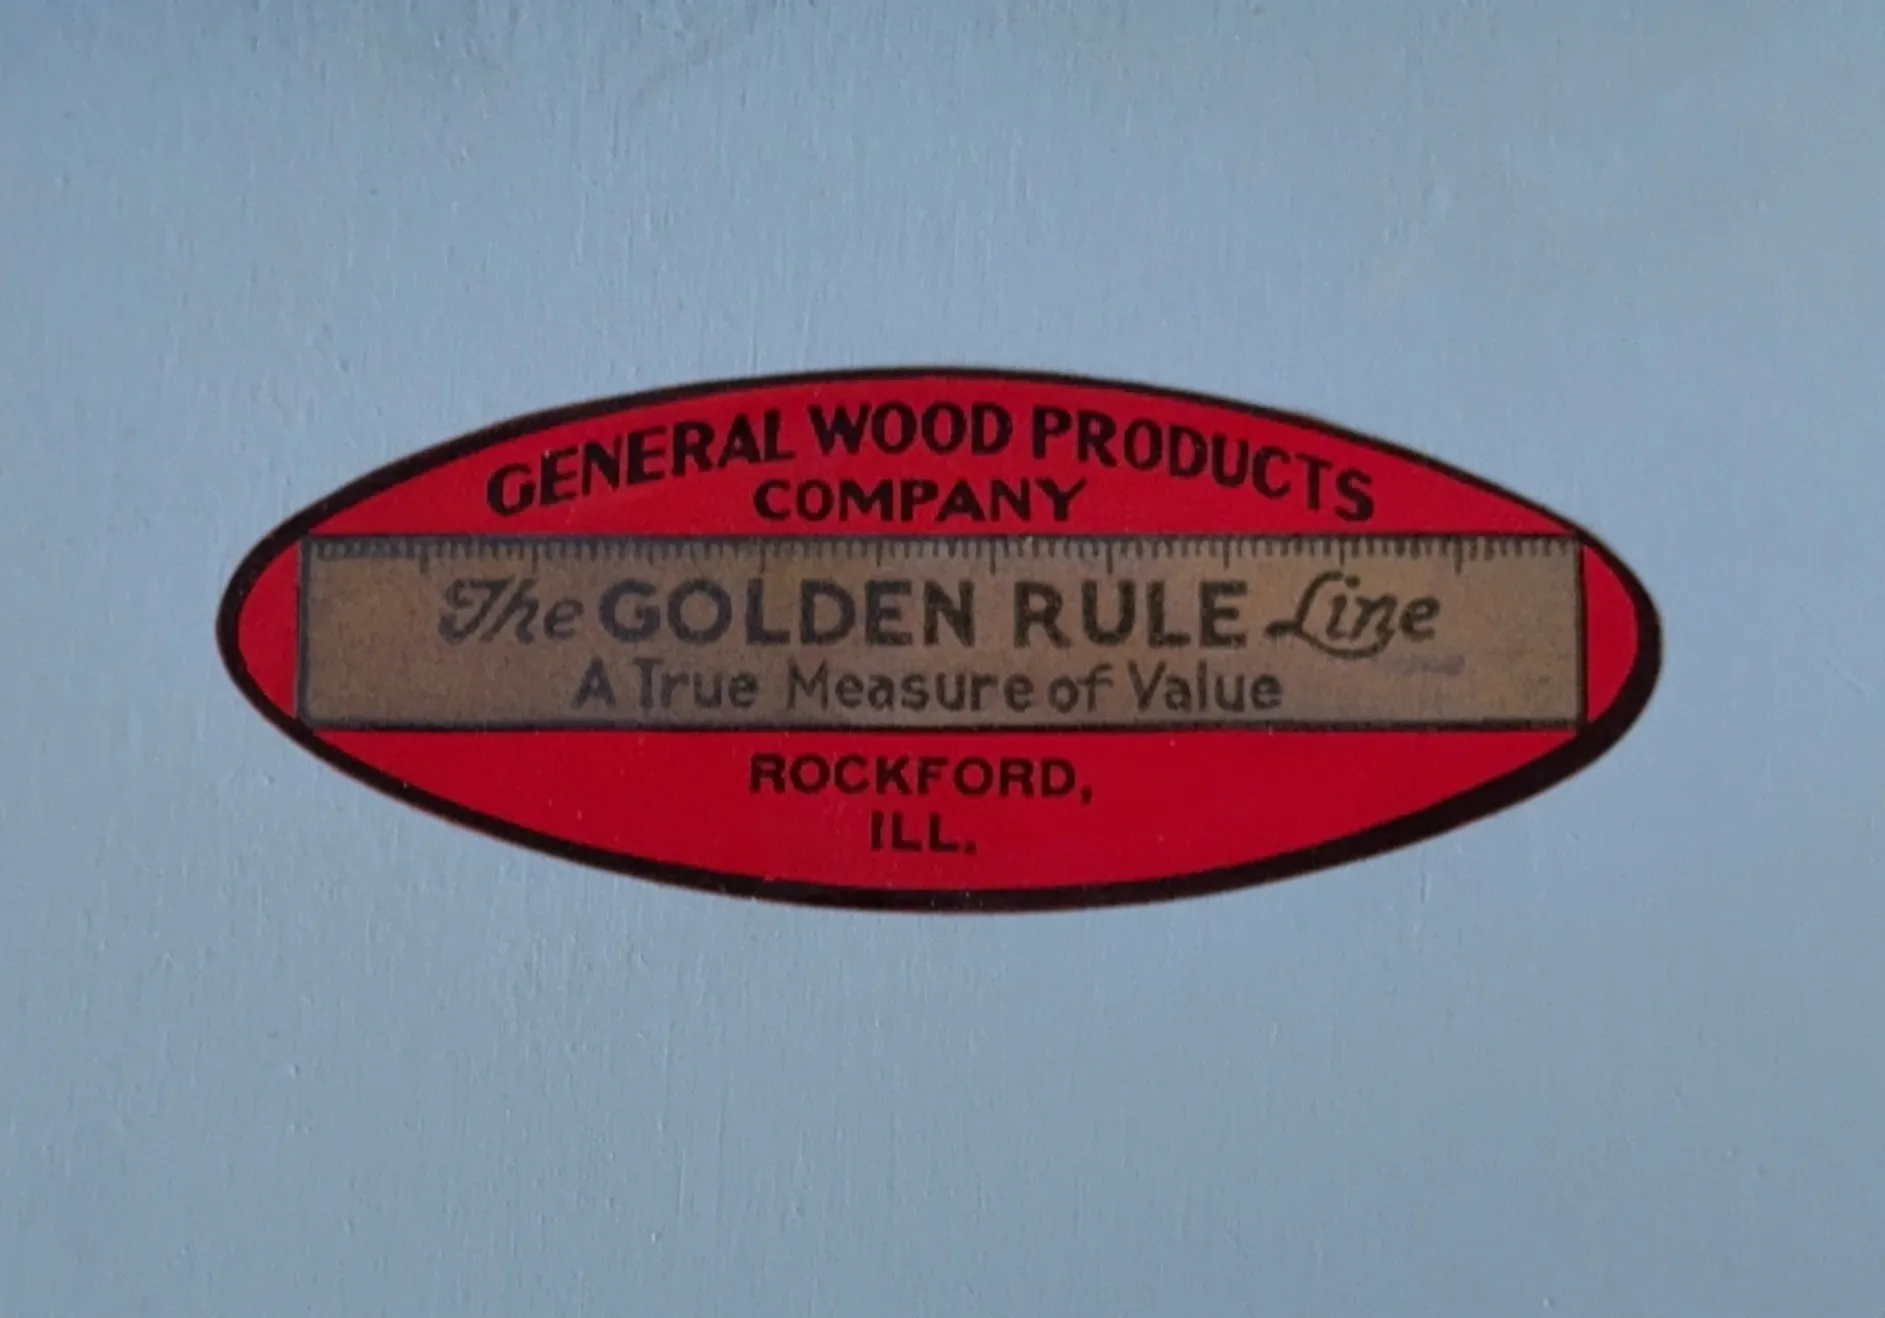 GENERAL WOOD PRODUCTS
COMPANY
The GOLDEN RULE Line
A True Measure of Value
ROCKFORD,
ILL.